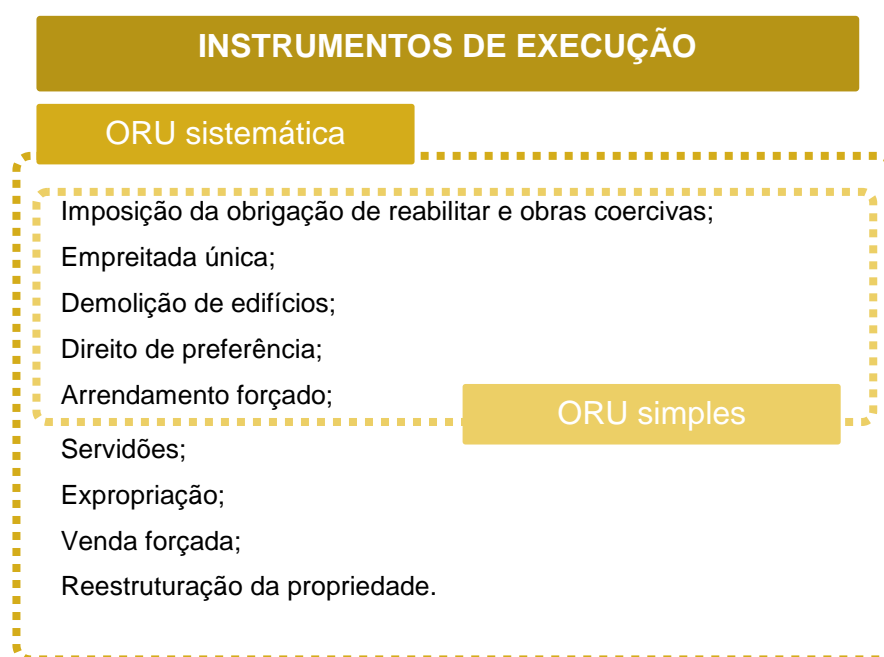 INSTRUMENTOS DE EXECUÇÃO
ORU sistemática
Imposição da obrigação de reabilitar e obras coercivas;
Empreitada única;
Demolição de edifícios;
Direito de preferência;
Arrendamento forçado;
ORU simples
Servidões;
Expropriação;
Venda forçada;
Reestruturação da propriedade.